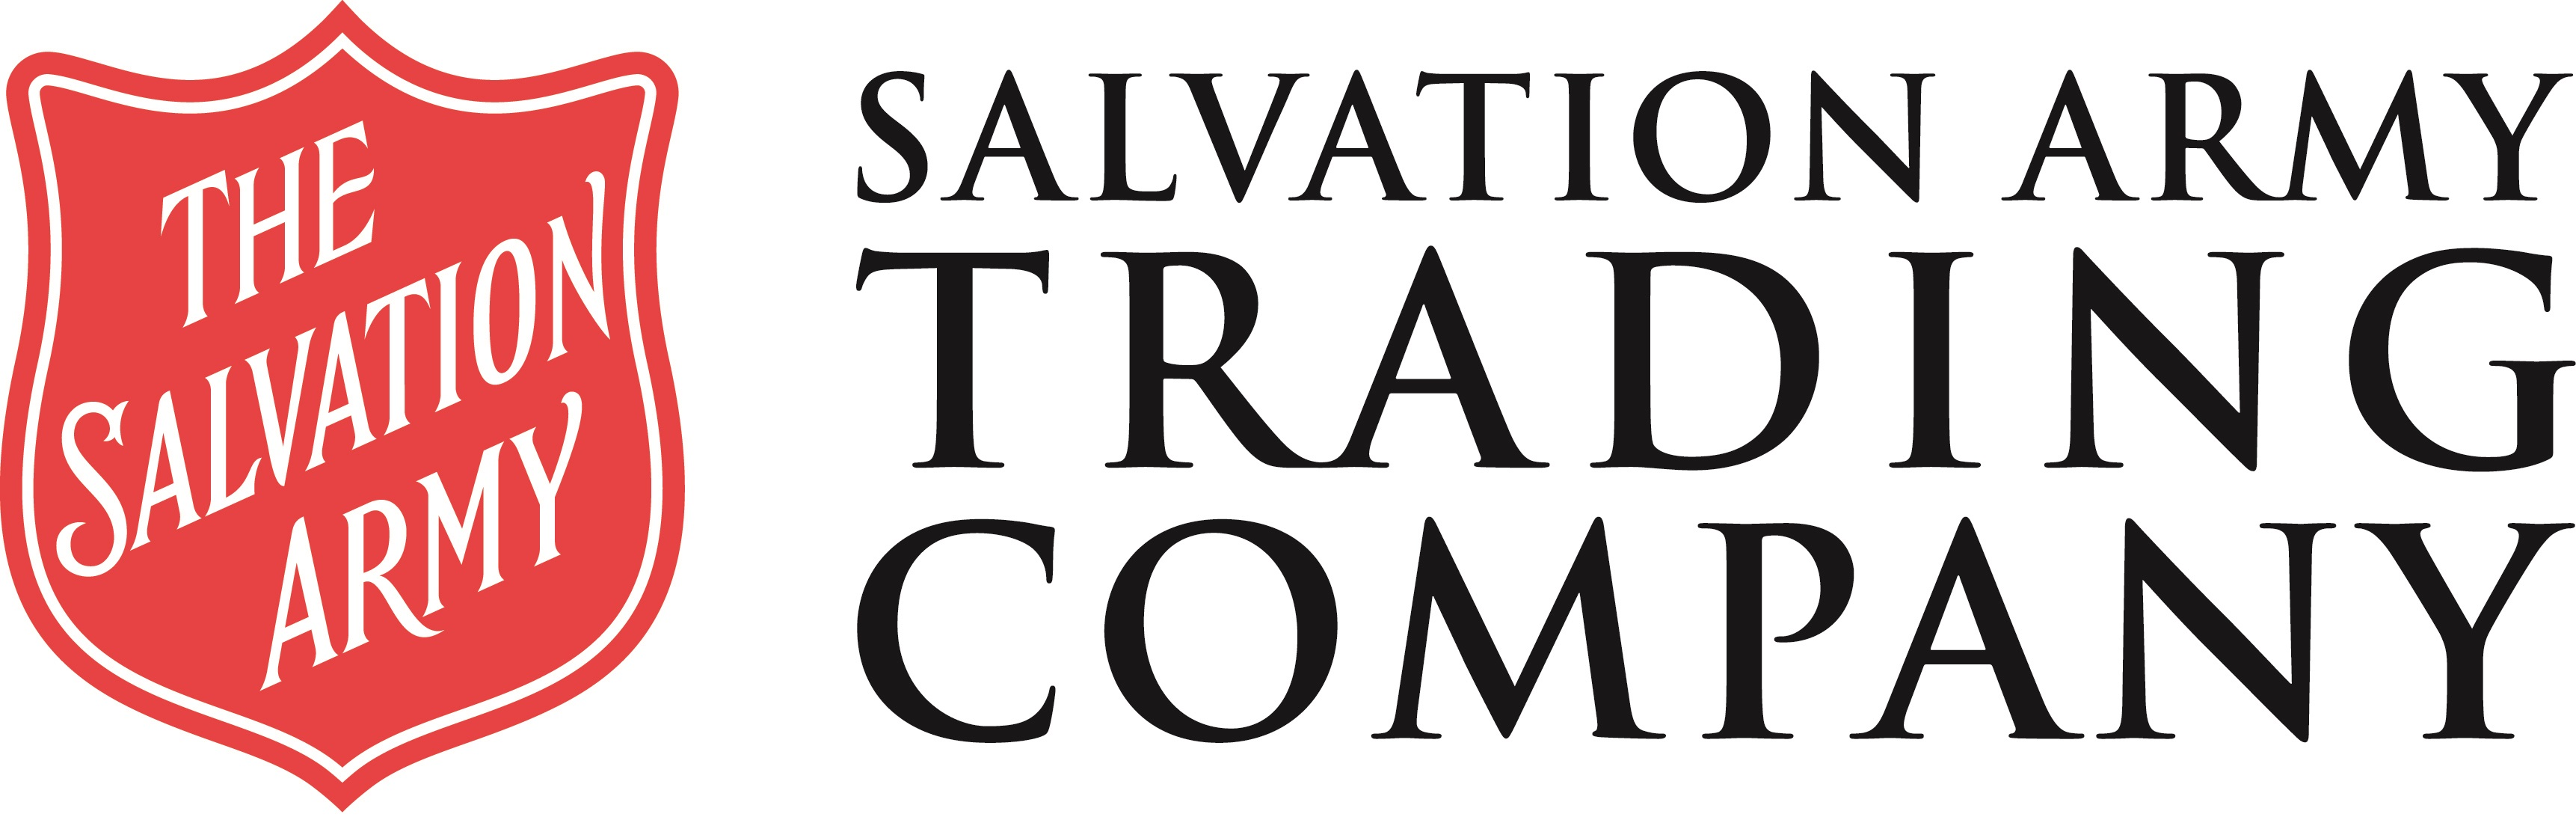 THE
SALVATION
ARMY
SALVATION ARMY
TRADING
COMPANY